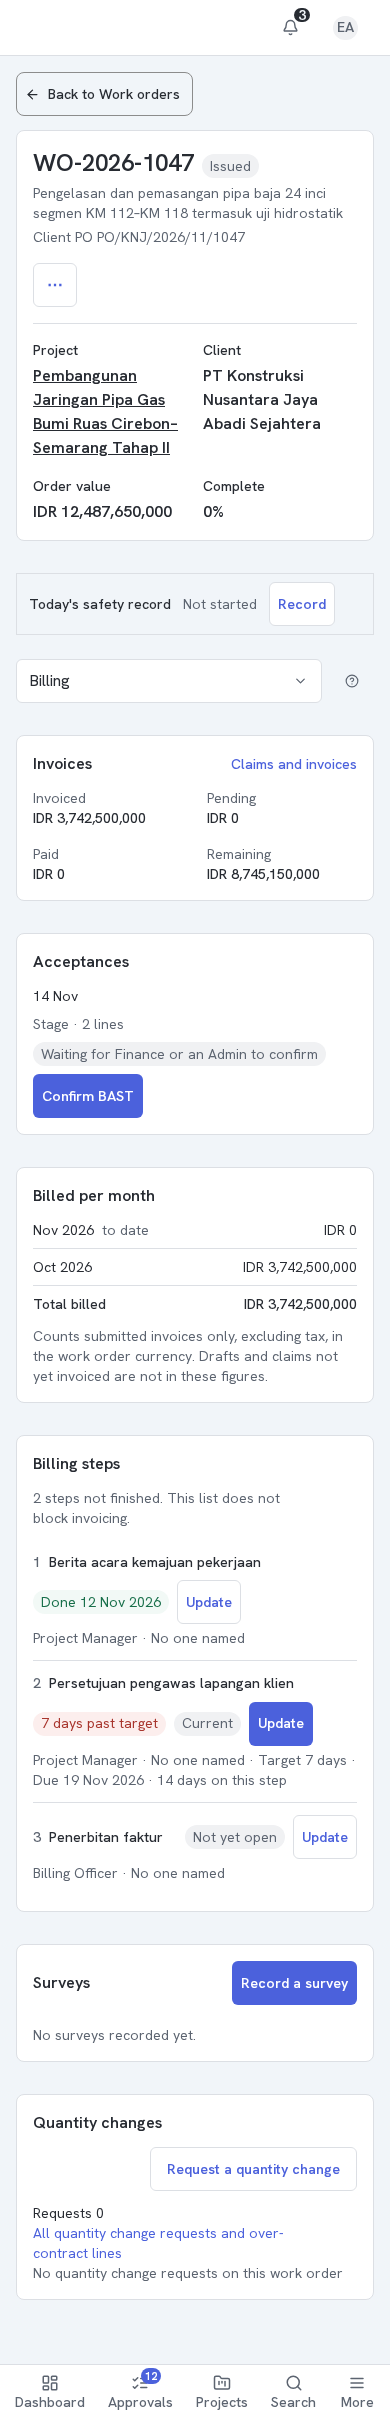 3
EA
Back to Work orders
WO-2026-1047 Issued
Pengelasan dan pemasangan pipa baja 24 inci
segmen KM 112–KM 118 termasuk uji hidrostatik
Client PO PO/KNJ/2026/11/1047
Project
Pembangunan
Jaringan Pipa Gas
Bumi Ruas Cirebon–
Semarang Tahap II
Client
PT Konstruksi
Nusantara Jaya
Abadi Sejahtera
Order value
IDR 12,487,650,000
Complete
0%
Today's safety record Not started Record
Billing
Invoices Claims and invoices
Invoiced
IDR 3,742,500,000
Pending
IDR 0
Paid
IDR 0
Remaining
IDR 8,745,150,000
Acceptances
14 Nov
Stage · 2 lines
Waiting for Finance or an Admin to confirm
Confirm BAST
Billed per month
Nov 2026 to date IDR 0
Oct 2026 IDR 3,742,500,000
Total billed IDR 3,742,500,000
Counts submitted invoices only, excluding tax, in
the work order currency. Drafts and claims not
yet invoiced are not in these figures.
Billing steps
2 steps not finished. This list does not
block invoicing.
1 Berita acara kemajuan pekerjaan
Done 12 Nov 2026 Update
Project Manager · No one named
2 Persetujuan pengawas lapangan klien
7 days past target Current Update
Project Manager · No one named · Target 7 days ·
Due 19 Nov 2026 · 14 days on this step
3 Penerbitan faktur Not yet open Update
Billing Officer · No one named
Surveys Record a survey
No surveys recorded yet.
Quantity changes
Request a quantity change
Requests 0
All quantity change requests and over-
contract lines
No quantity change requests on this work order
12
Dashboard Approvals Projects Search More